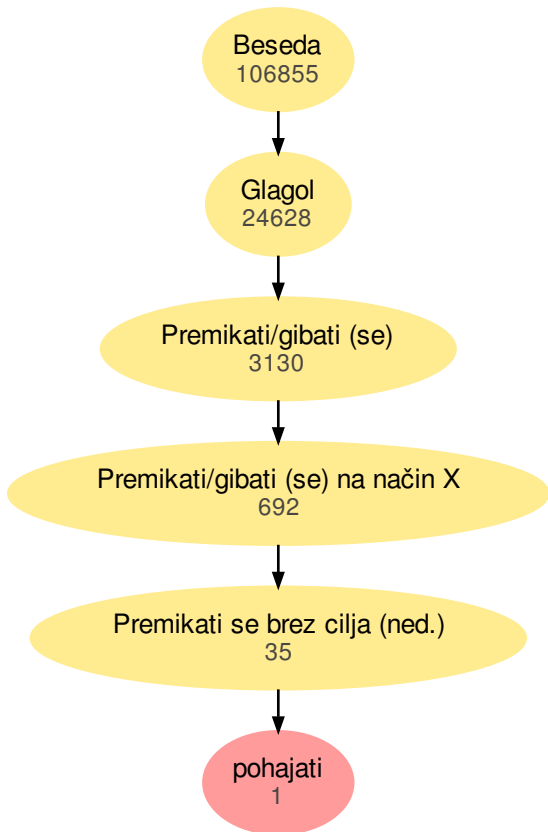 Beseda
106855
Glagol
24628
Premikati/gibati (se)
3130
Premikati/gibati (se) na način X
692
Premikati se brez cilja (ned.)
35
pohajati
1